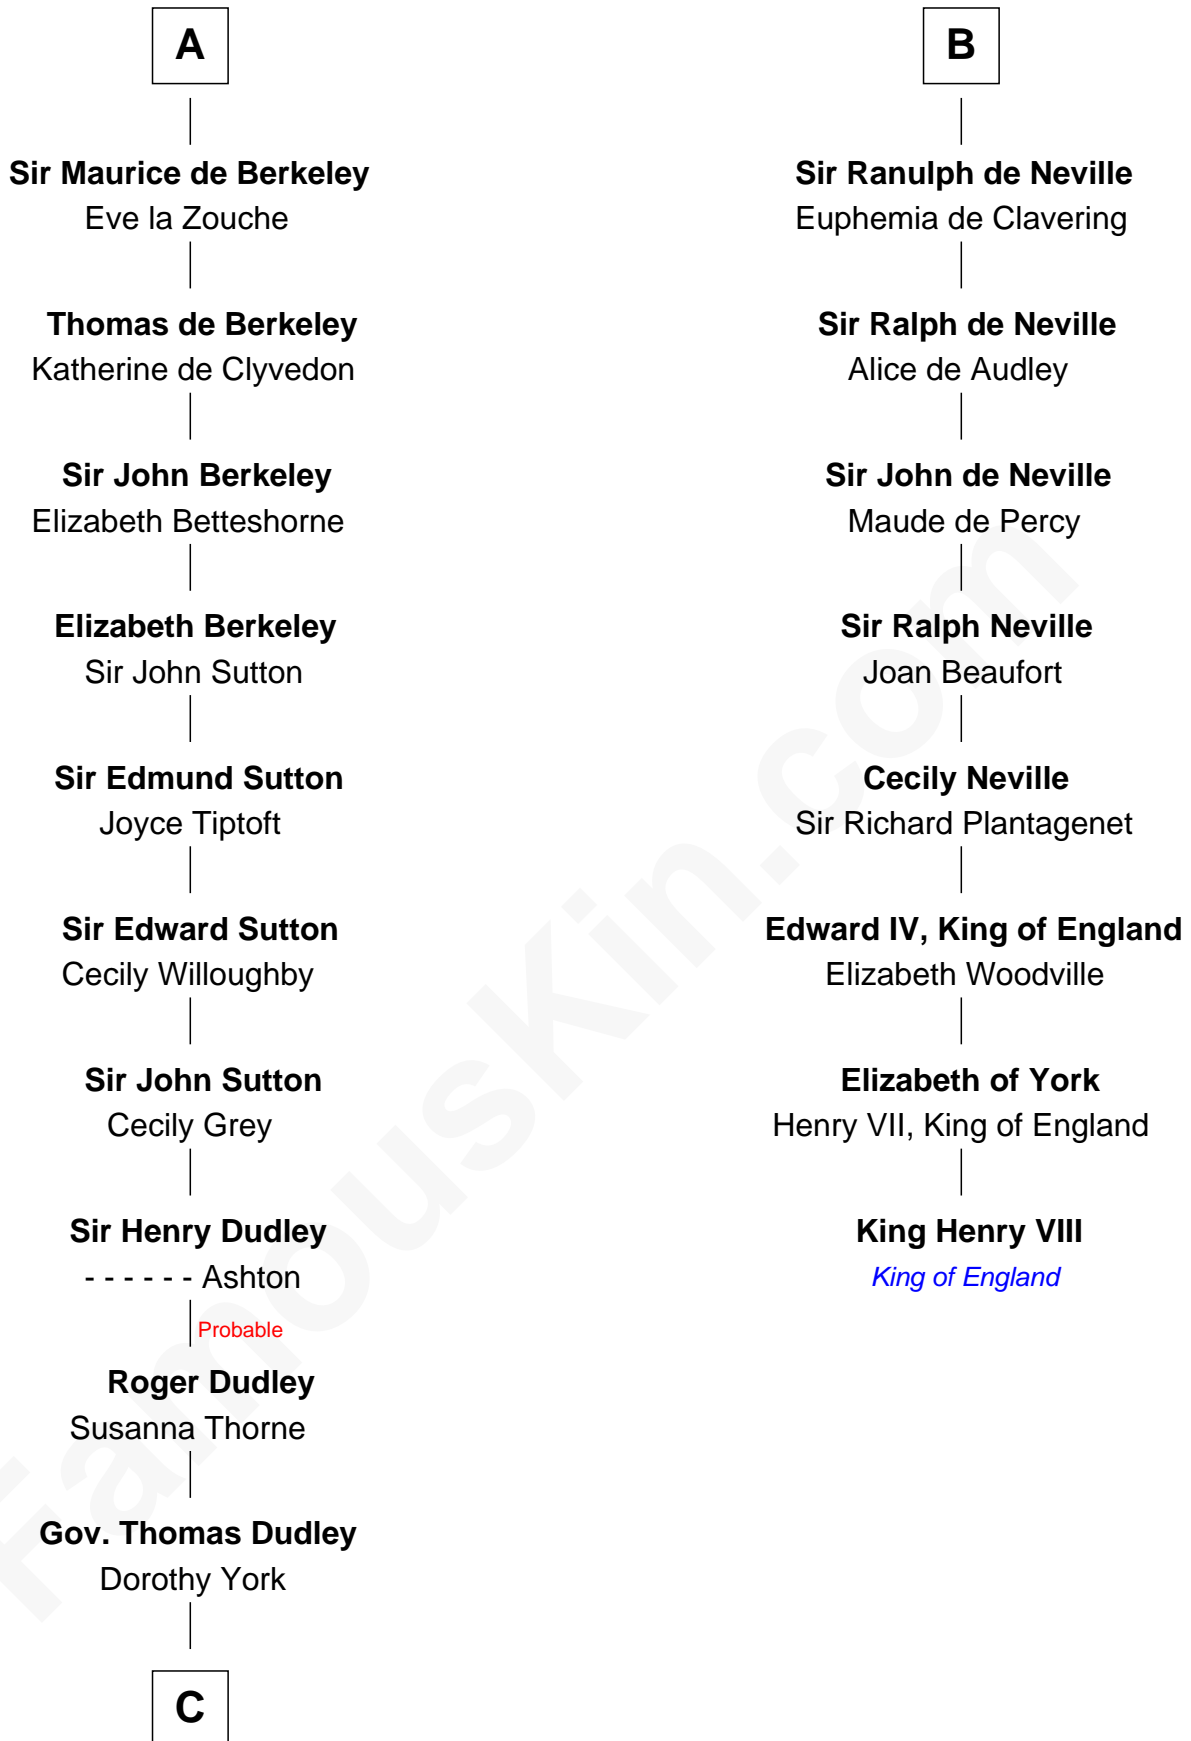 A
Sir Maurice de Berkeley
Eve la Zouche
Thomas de Berkeley
Katherine de Clyvedon
Sir John Berkeley
Elizabeth Betteshorne
Elizabeth Berkeley
Sir John Sutton
Sir Edmund Sutton
Joyce Tiptoft
Sir Edward Sutton
Cecily Willoughby
Sir John Sutton
Cecily Grey
Sir Henry Dudley
- - - - - - Ashton
Probable
Roger Dudley
Susanna Thorne
Gov. Thomas Dudley
Dorothy York
C
B
Sir Ranulph de Neville
Euphemia de Clavering
Sir Ralph de Neville
Alice de Audley
Sir John de Neville
Maude de Percy
Sir Ralph Neville
Joan Beaufort
Cecily Neville
Sir Richard Plantagenet
Edward IV, King of England
Elizabeth Woodville
Elizabeth of York
Henry VII, King of England
King Henry VIII
King of England
FamousKin.com